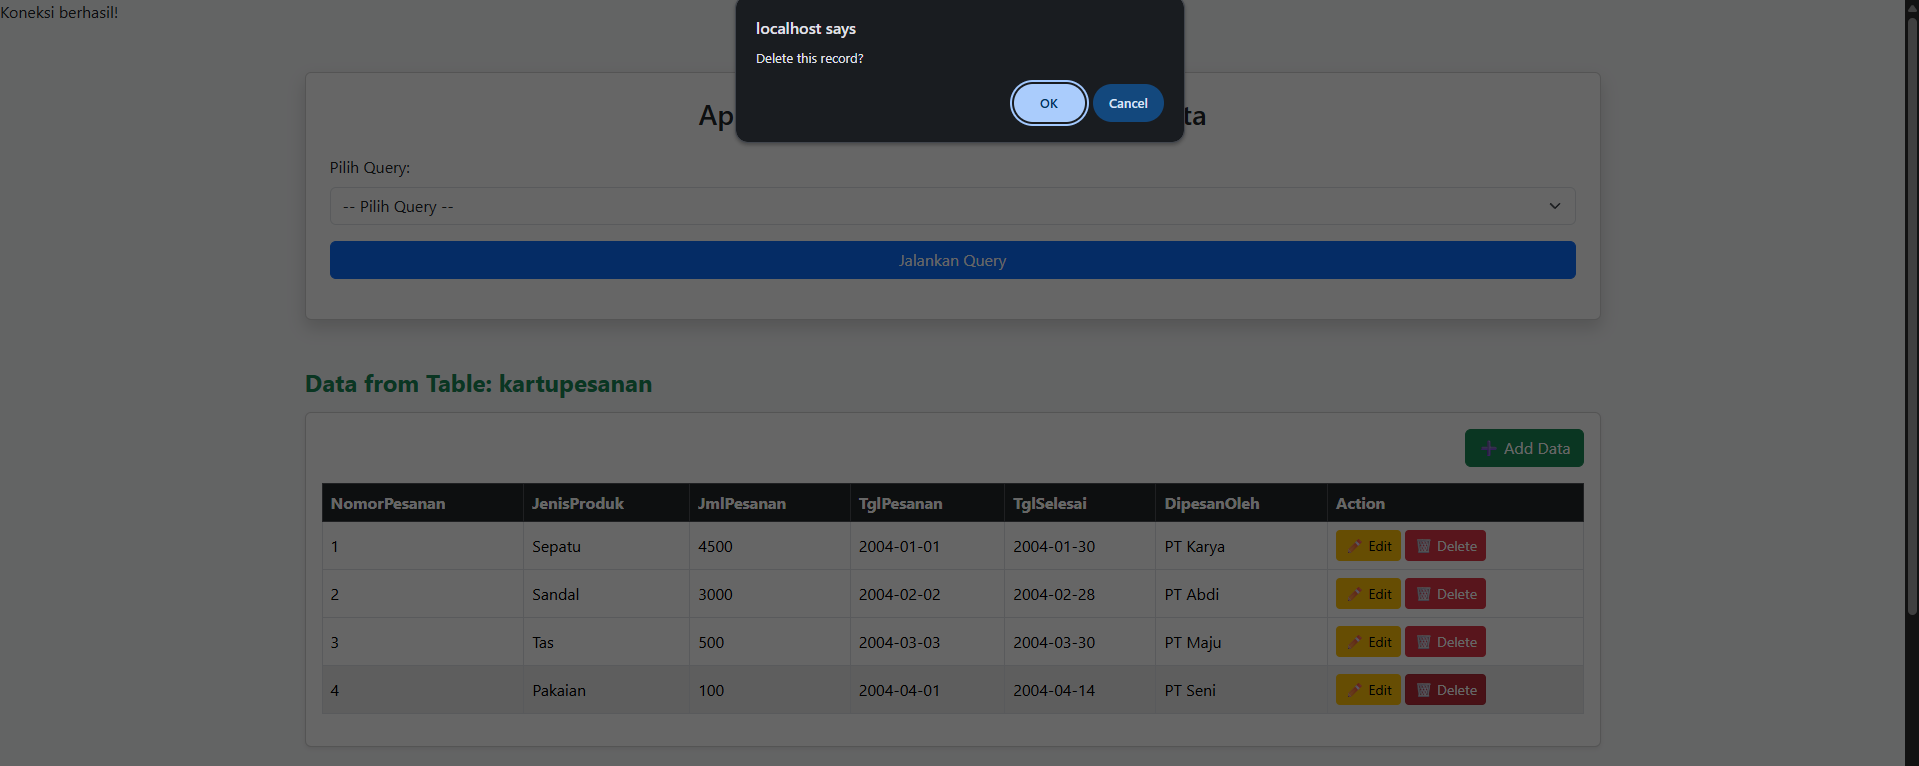 Koneksi berhasil!
localhost says
Delete this record?
OK Cancel
Pilih Query:
-- Pilih Query --
Jalankan Query
Data from Table: kartupesanan
Add Data
NomorPesanan JenisProduk JmlPesanan TglPesanan TglSelesai DipesanOleh Action
1 Sepatu 4500 2004-01-01 2004-01-30 PT Karya Edit Delete
2 Sandal 3000 2004-02-02 2004-02-28 PT Abdi Edit Delete
3 Tas 500 2004-03-03 2004-03-30 PT Maju Edit Delete
4 Pakaian 100 2004-04-01 2004-04-14 PT Seni Edit Delete